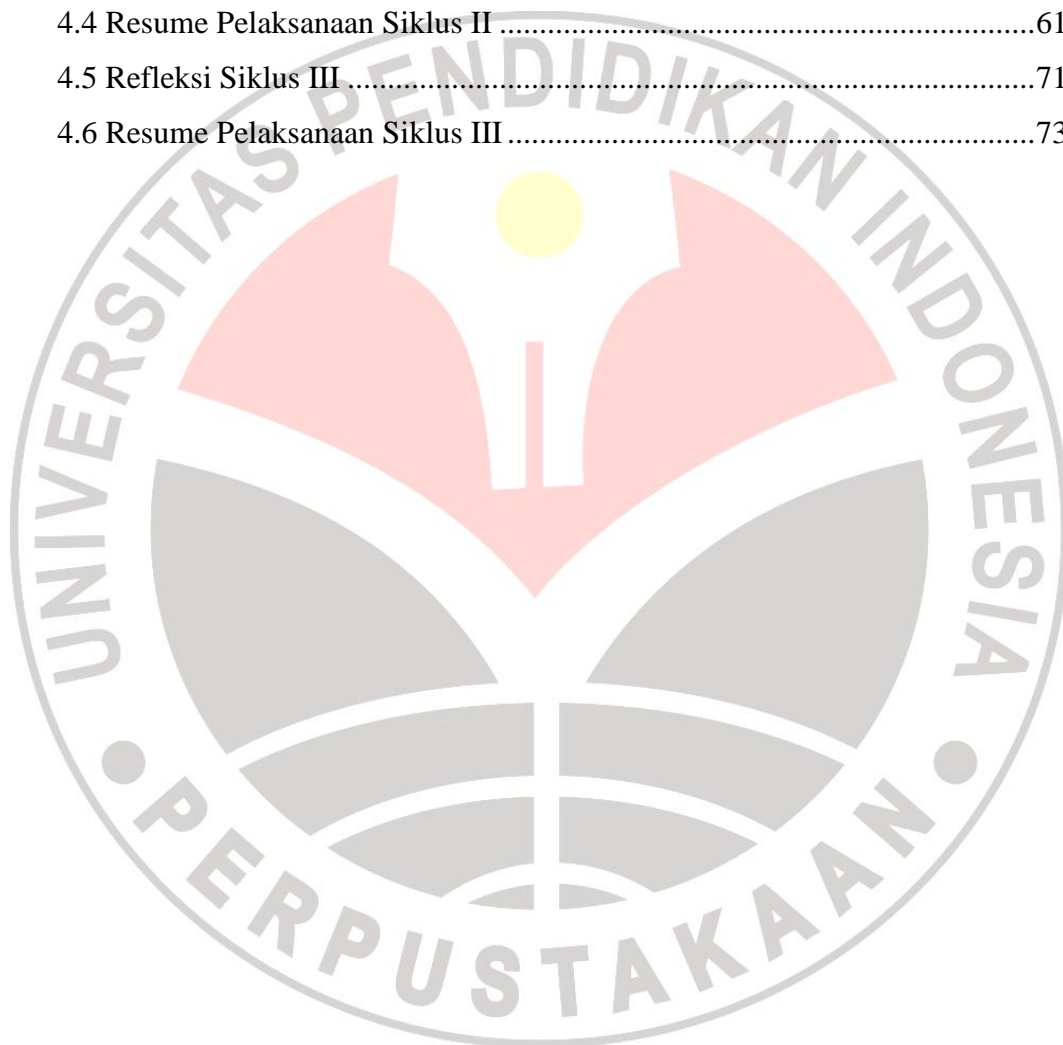 4.4 Resume Pelaksanaan Siklus II ....................................................................61
4.5 Refleksi Siklus III .......................................................................................71
4.6 Resume Pelaksanaan Siklus III ...................................................................73
UNIVERSITAS PENDIDIKAN INDONESIA
PERPUSTAKAAN